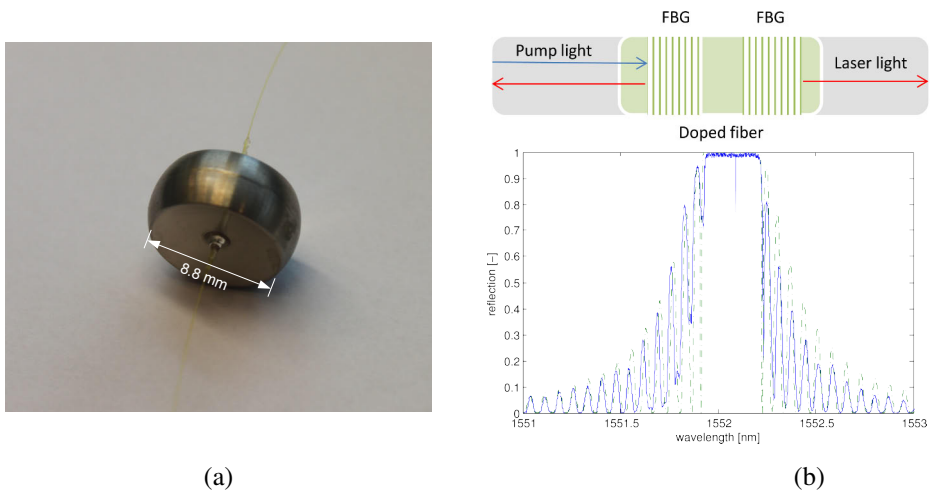 8.8 mm
(a)
FBG FBG
Pump light
Laser light
Doped fiber
1
0.9
0.8
0.7
0.6
0.5
0.4
0.3
0.2
0.1
0
reflection [–]
1551 1551.5 1552 1552.5 1553
wavelength [nm]
(b)